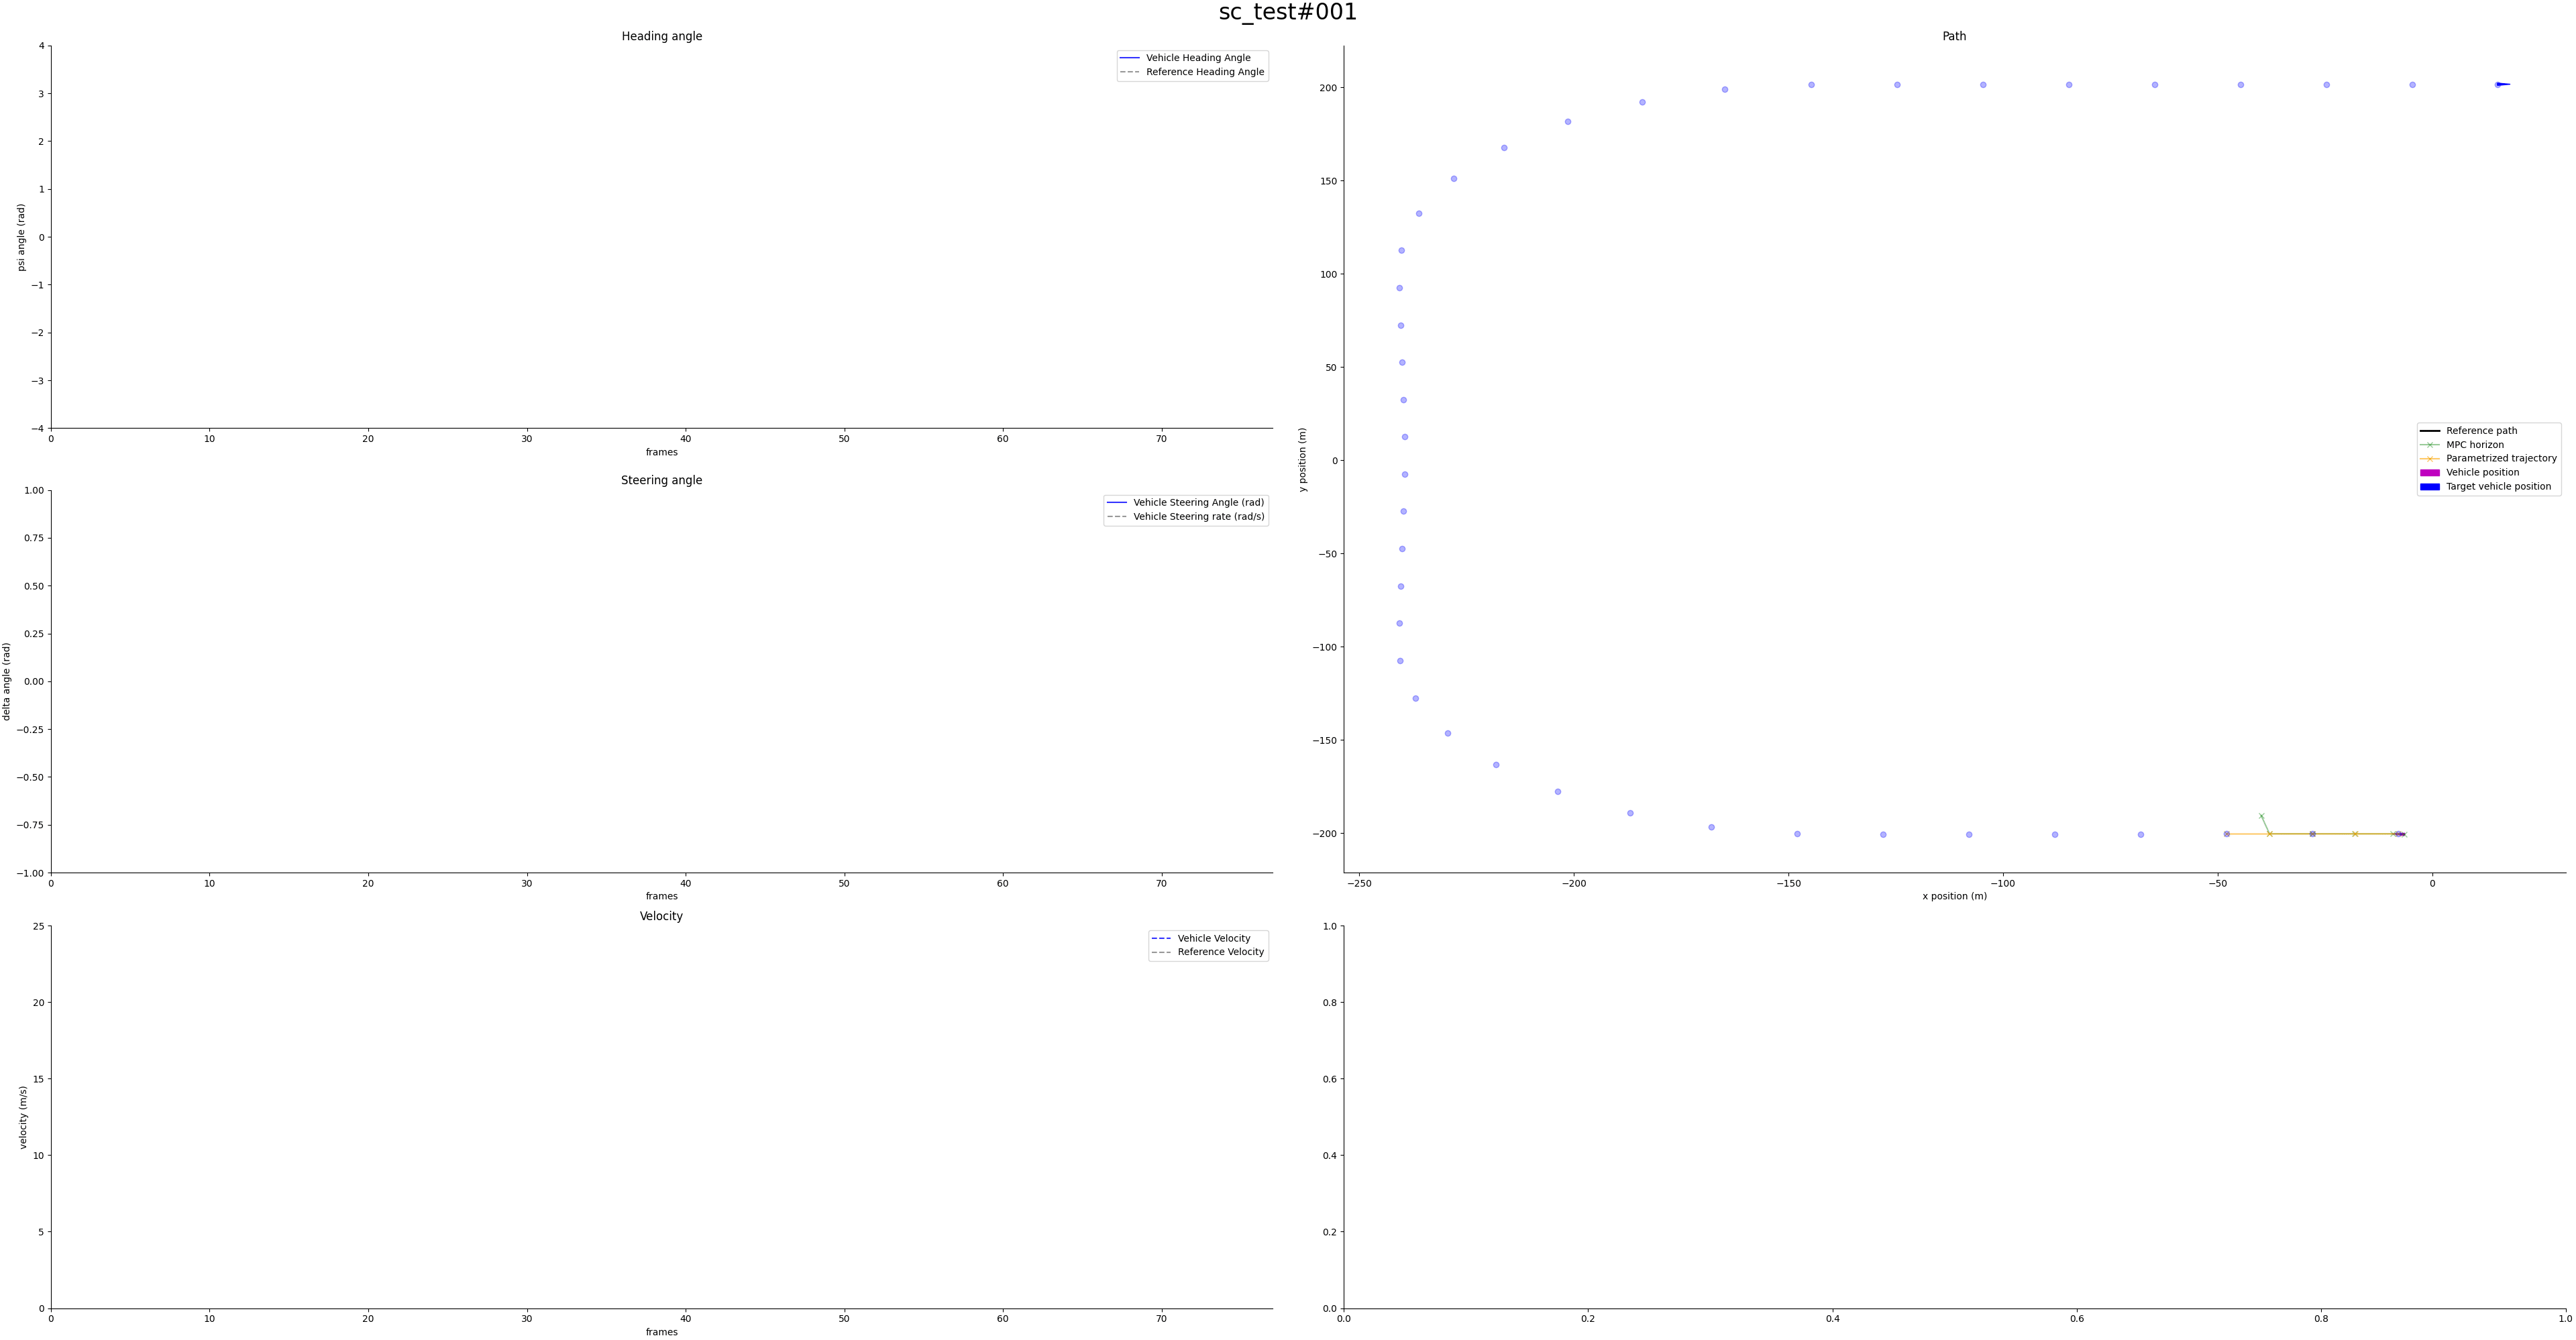 sc_test#001
Heading angle
4
3
2
1
0
−1
−2
−3
−4
psi angle (rad)
0 10 20 30 40 50 60 70
frames
Vehicle Heading Angle
Reference Heading Angle
Steering angle
1.00
0.75
0.50
0.25
0.00
−0.25
−0.50
−0.75
−1.00
delta angle (rad)
0 10 20 30 40 50 60 70
frames
Vehicle Steering Angle (rad)
Vehicle Steering rate (rad/s)
Velocity
25
20
15
10
5
0
velocity (m/s)
0 10 20 30 40 50 60 70
frames
Vehicle Velocity
Reference Velocity
Path
200
150
100
50
0
−50
−100
−150
−200
y position (m)
−250 −200 −150 −100 −50 0
x position (m)
Reference path
MPC horizon
Parametrized trajectory
Vehicle position
Target vehicle position
1.0
0.8
0.6
0.4
0.2
0.0
0.0 0.2 0.4 0.6 0.8 1.0